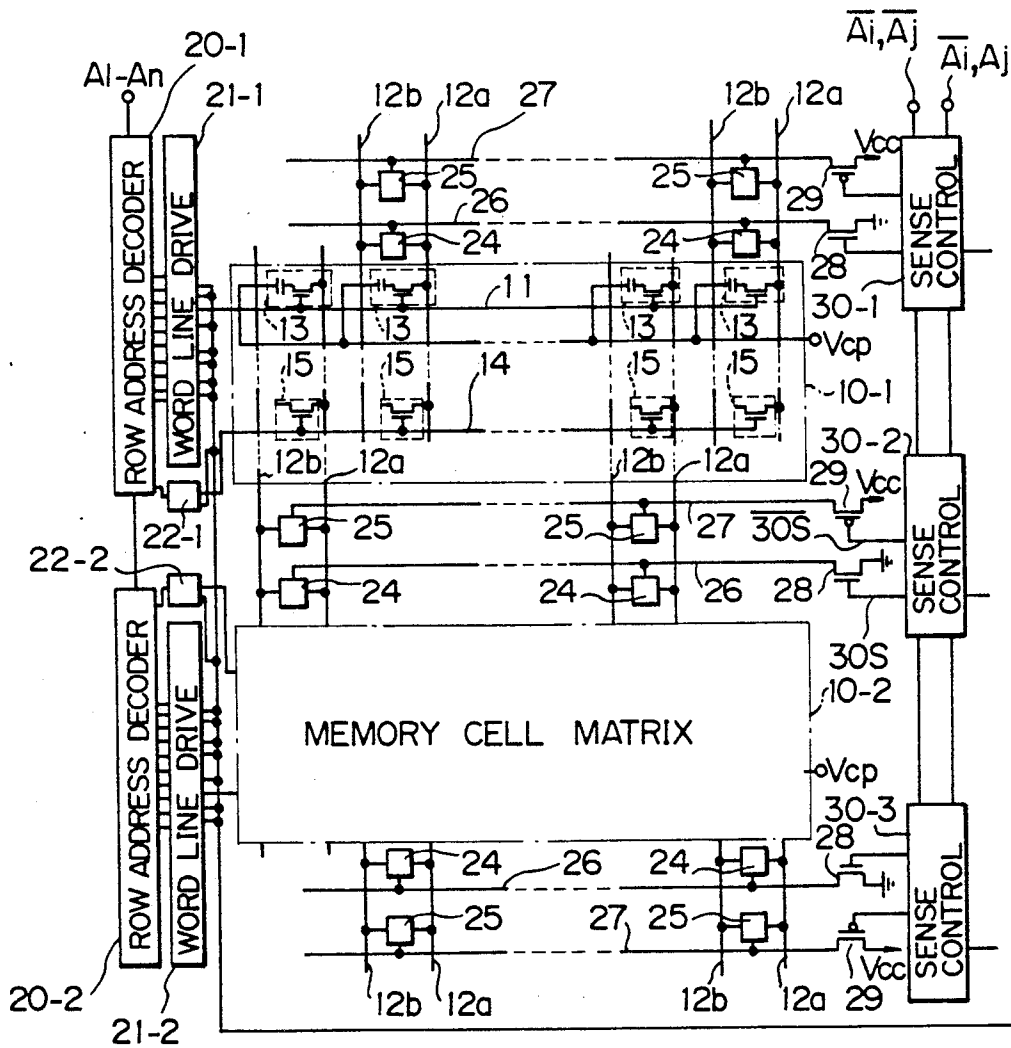 A̅i̅,A̅j̅
A̅i̅,Aj
20-1
A1-An
21-1
12b 12a 27 12b 12a
Vcc
25 25
29
26
24 24
28
ROW ADDRESS DECODER
WORD LINE DRIVE
SENSE CONTROL
11
30-1
13 13 13 13
Vcp
15 15 14 15 15
10-1
30-2
12b 12a 12b 12a
29
Vcc
22-1
25 25 27
3̅0̅S̅
22-2
24 24 26 28
SENSE CONTROL
30S
10-2
ROW ADDRESS DECODER
WORD LINE DRIVE
MEMORY CELL MATRIX
Vcp
30-3
24 26 24 28
25 27 25
SENSE CONTROL
Vcc
29
20-2
21-2
12b 12a 12b 12a